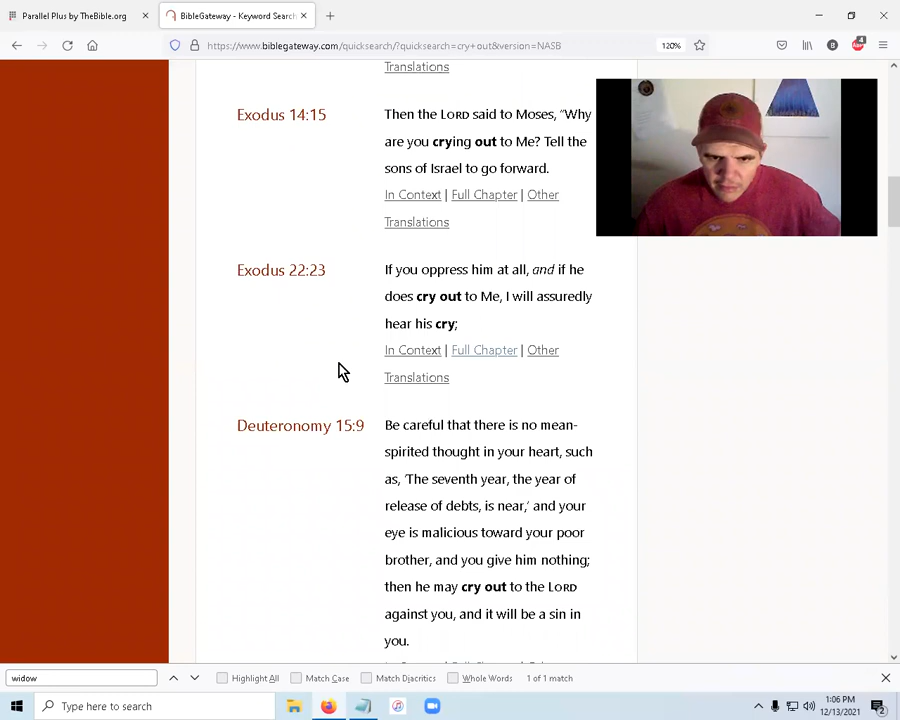 Parallel Plus by TheBible.org
BibleGateway - Keyword Search
https://www.biblegateway.com/quicksearch/?quicksearch=cry+out&version=NASB
120%
B
4
Translations
Exodus 14:15
Then the LORD said to Moses, “Why
are you crying out to Me? Tell the
sons of Israel to go forward.
In Context | Full Chapter | Other
Translations
Exodus 22:23
If you oppress him at all, and if he
does cry out to Me, I will assuredly
hear his cry;
In Context | Full Chapter | Other
Translations
Deuteronomy 15:9
Be careful that there is no mean-
spirited thought in your heart, such
as, ‘The seventh year, the year of
release of debts, is near,’ and your
eye is malicious toward your poor
brother, and you give him nothing;
then he may cry out to the LORD
against you, and it will be a sin in
you.
widow
Highlight All
Match Case
Match Diacritics
Whole Words
1 of 1 match
Type here to search
1:06 PM
12/13/2021
2